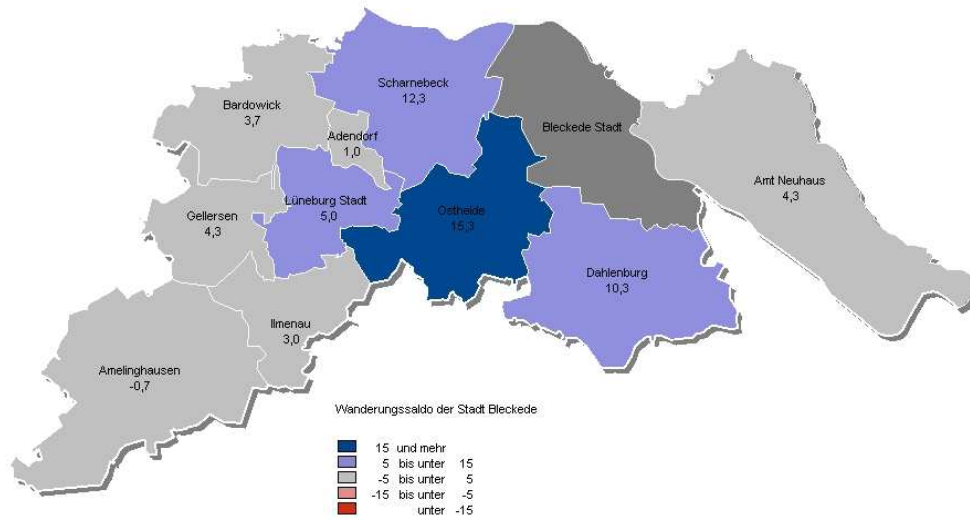 Scharnebeck
12,3
Bardowick
3,7
Adendorf
1,0
Bleckede Stadt
Amt Neuhaus
4,3
Lüneburg Stadt
5,0
Gellersen
4,3
Ostheide
15,3
Dahlenburg
10,3
Ilmenau
3,0
Amelinghausen
-0,7
Wanderungssaldo der Stadt Bleckede
15 und mehr
5 bis unter 15
-5 bis unter 5
-15 bis unter -5
unter -15